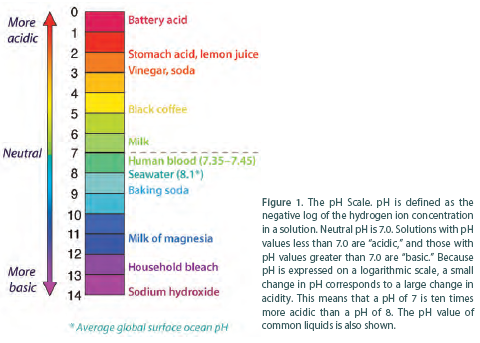 More
acidic
Neutral
More
basic
0
1
2
3
4
5
6
7
8
9
10
11
12
13
14
Battery acid
Stomach acid, lemon juice
Vinegar, soda
Black coffee
Milk
Human blood (7.35–7.45)
Seawater (8.1*)
Baking soda
Milk of magnesia
Household bleach
Sodium hydroxide
* Average global surface ocean pH
Figure 1. The pH Scale. pH is defined as the
negative log of the hydrogen ion concentration
in a solution. Neutral pH is 7.0. Solutions with pH
values less than 7.0 are “acidic,” and those with
pH values greater than 7.0 are “basic.” Because
pH is expressed on a logarithmic scale, a small
change in pH corresponds to a large change in
acidity. This means that a pH of 7 is ten times
more acidic than a pH of 8. The pH value of
common liquids is also shown.